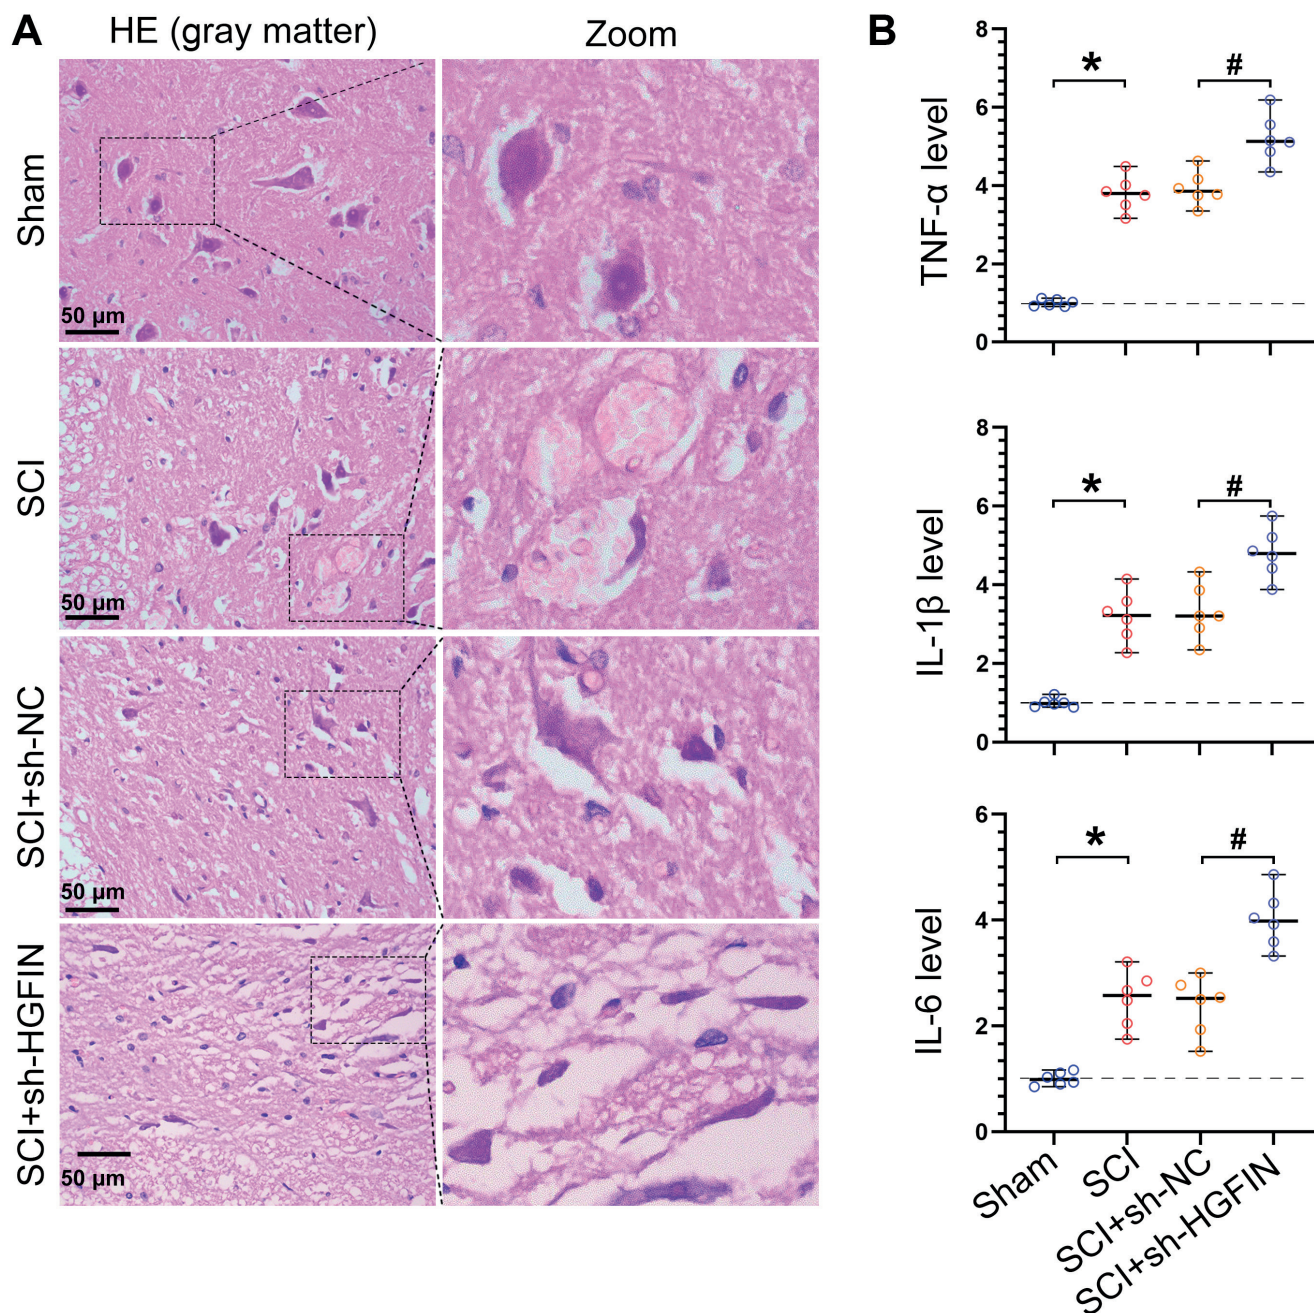 A
HE (gray matter)
Zoom
Sham
50 µm
SCI
50 µm
SCI+sh-NC
50 µm
SCI+sh-HGFIN
50 µm
B
TNF-α level
8
6
4
2
0
*
#
IL-1β level
8
6
4
2
0
*
#
IL-6 level
6
4
2
0
*
#
Sham
SCI
SCI+sh-NC
SCI+sh-HGFIN